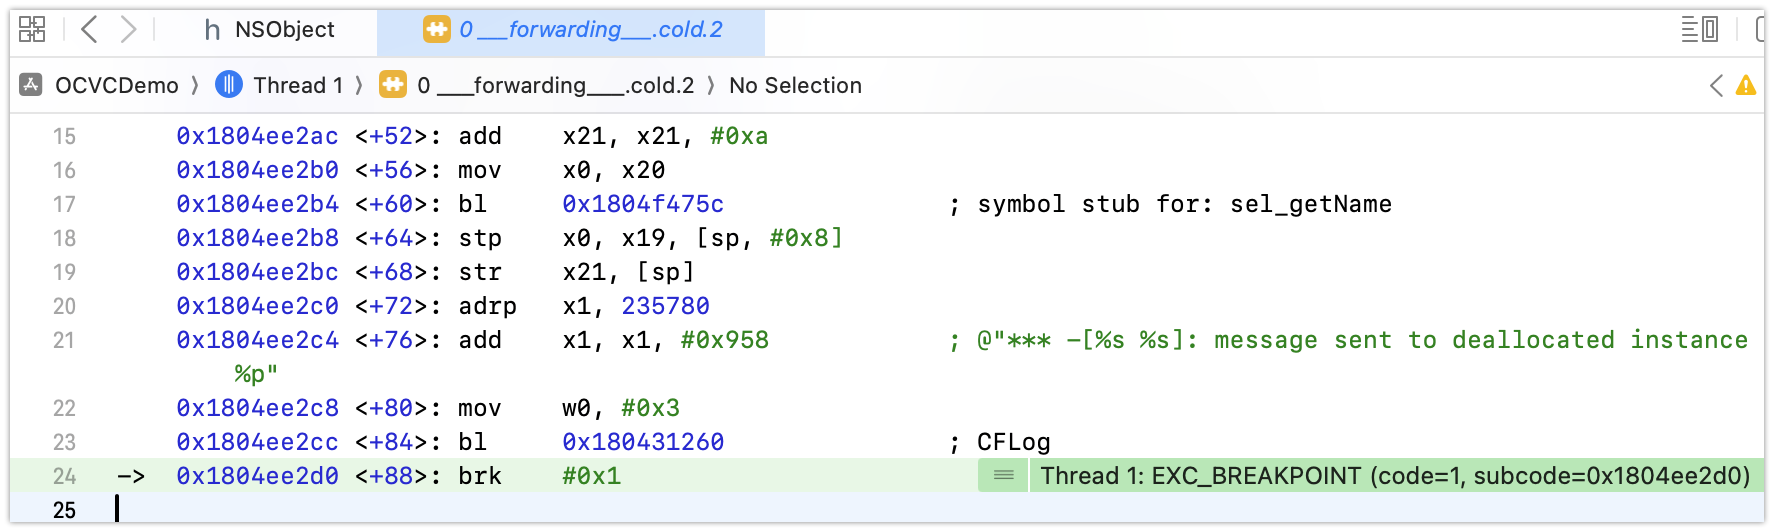 NSObject
0 ___forwarding___.cold.2
OCVCDemo 〉 Thread 1 〉 0 ___forwarding___.cold.2 〉 No Selection
15 0x1804ee2ac <+52>: add x21, x21, #0xa
16 0x1804ee2b0 <+56>: mov x0, x20
17 0x1804ee2b4 <+60>: bl 0x1804f475c ; symbol stub for: sel_getName
18 0x1804ee2b8 <+64>: stp x0, x19, [sp, #0x8]
19 0x1804ee2bc <+68>: str x21, [sp]
20 0x1804ee2c0 <+72>: adrp x1, 235780
21 0x1804ee2c4 <+76>: add x1, x1, #0x958 ; @"*** -[%s %s]: message sent to deallocated instance
%p"
22 0x1804ee2c8 <+80>: mov w0, #0x3
23 0x1804ee2cc <+84>: bl 0x180431260 ; CFLog
24 -> 0x1804ee2d0 <+88>: brk #0x1 Thread 1: EXC_BREAKPOINT (code=1, subcode=0x1804ee2d0)
25